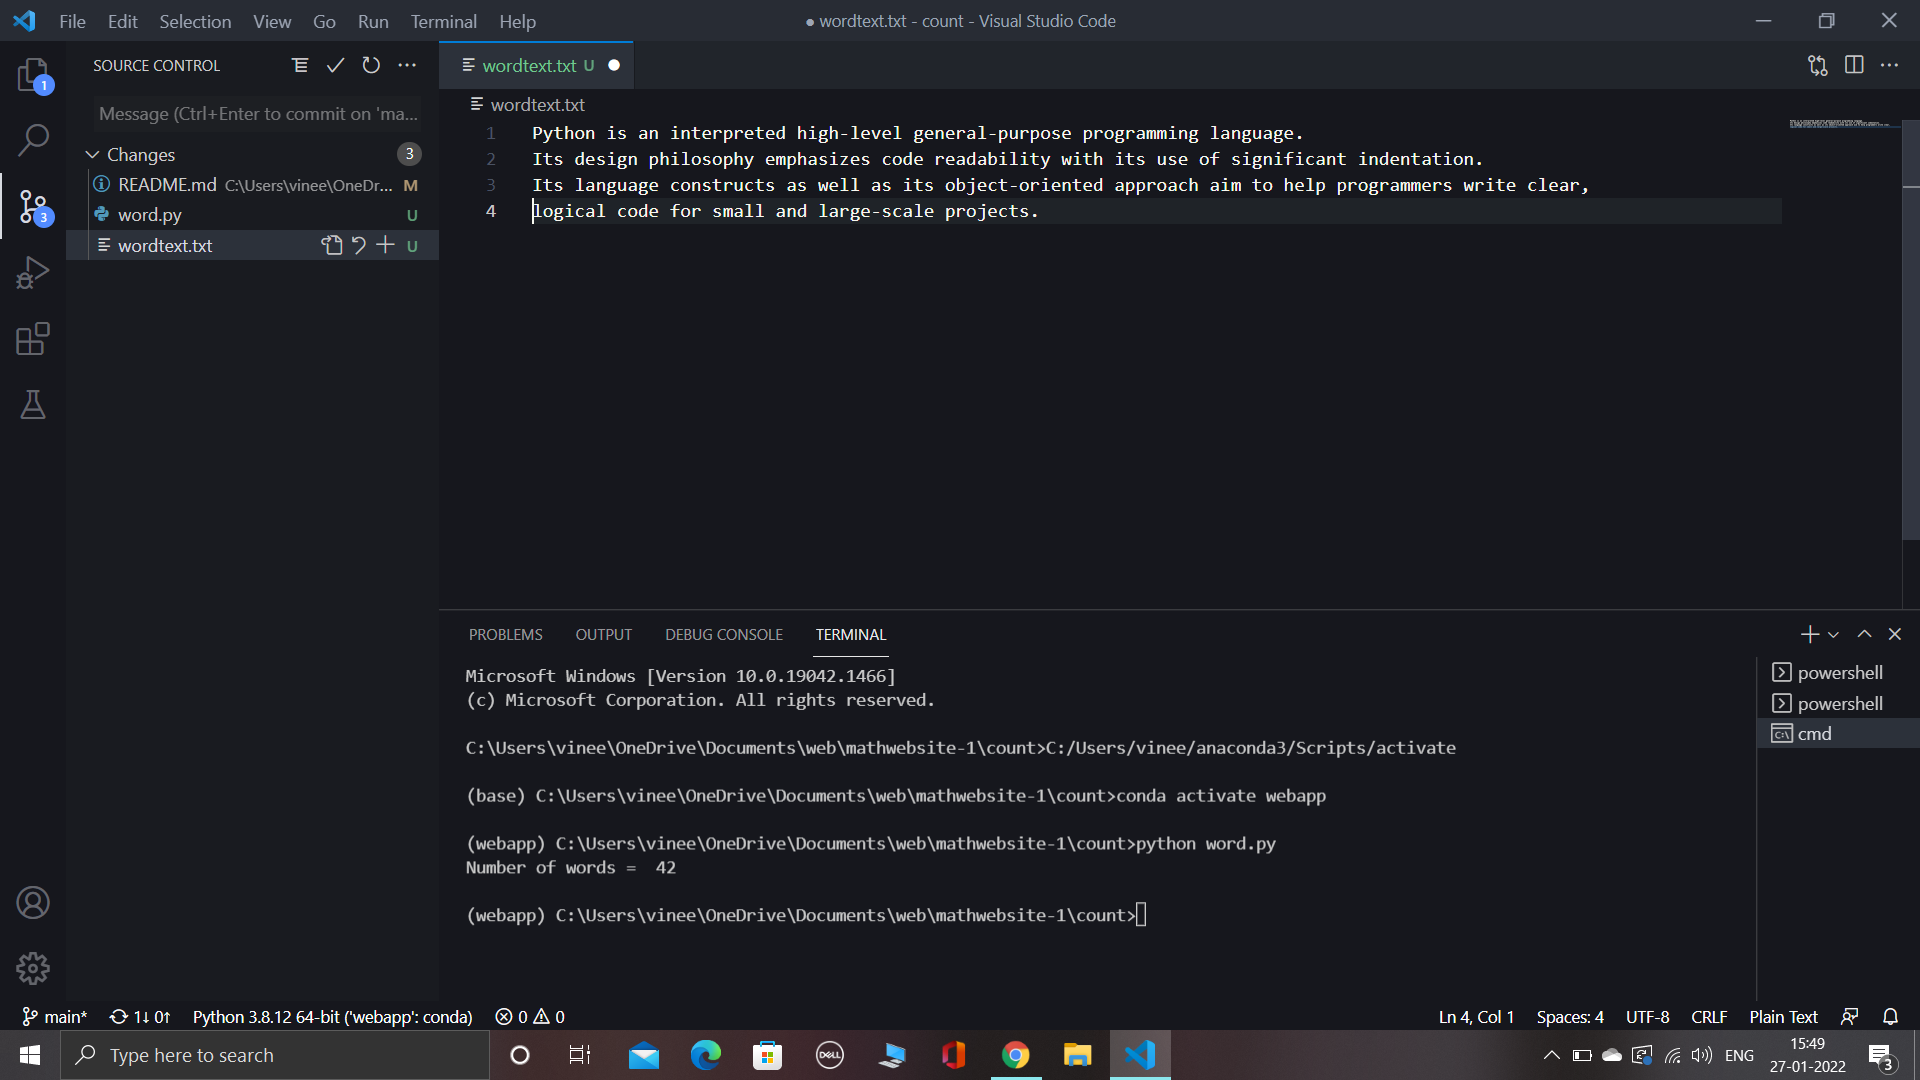 File Edit Selection View Go Run Terminal Help
● wordtext.txt - count - Visual Studio Code
SOURCE CONTROL
1
Message (Ctrl+Enter to commit on 'ma...
Changes 3
README.md C:\Users\vinee\OneDr... M
word.py U
3
wordtext.txt U
wordtext.txt U
wordtext.txt
1 Python is an interpreted high-level general-purpose programming language.
2 Its design philosophy emphasizes code readability with its use of significant indentation.
3 Its language constructs as well as its object-oriented approach aim to help programmers write clear,
4 logical code for small and large-scale projects.
PROBLEMS OUTPUT DEBUG CONSOLE TERMINAL
Microsoft Windows [Version 10.0.19042.1466]
(c) Microsoft Corporation. All rights reserved.
C:\Users\vinee\OneDrive\Documents\web\mathwebsite-1\count>C:/Users/vinee/anaconda3/Scripts/activate
(base) C:\Users\vinee\OneDrive\Documents\web\mathwebsite-1\count>conda activate webapp
(webapp) C:\Users\vinee\OneDrive\Documents\web\mathwebsite-1\count>python word.py
Number of words =  42
(webapp) C:\Users\vinee\OneDrive\Documents\web\mathwebsite-1\count>
powershell
powershell
cmd
main* 1↓ 0↑ Python 3.8.12 64-bit ('webapp': conda) 0 0
Ln 4, Col 1 Spaces: 4 UTF-8 CRLF Plain Text
Type here to search
DELL
ENG
15:49
27-01-2022
3